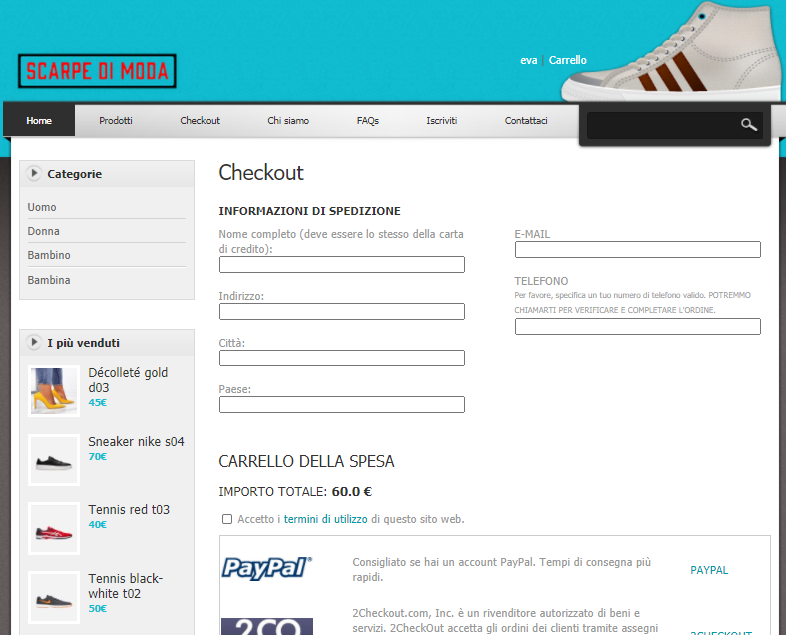 eva | Carrello
SCARPE DI MODA
Home Prodotti Checkout Chi siamo FAQs Iscriviti Contattaci
Categorie
Uomo
Donna
Bambino
Bambina
I più venduti
Décolleté gold
d03
45€
Sneaker nike s04
70€
Tennis red t03
40€
Tennis black-
white t02
50€
Checkout
INFORMAZIONI DI SPEDIZIONE
Nome completo (deve essere lo stesso della carta
di credito):
Indirizzo:
Città:
Paese:
E-MAIL
TELEFONO
Per favore, specifica un tuo numero di telefono valido. POTREMMO
CHIAMARTI PER VERIFICARE E COMPLETARE L'ORDINE.
CARRELLO DELLA SPESA
IMPORTO TOTALE: 60.0 €
Accetto i termini di utilizzo di questo sito web.
PayPal
Consigliato se hai un account PayPal. Tempi di consegna più
rapidi.
PAYPAL
2CO
2Checkout.com, Inc. è un rivenditore autorizzato di beni e
servizi. 2CheckOut accetta gli ordini dei clienti tramite assegni
2CHECKOUT